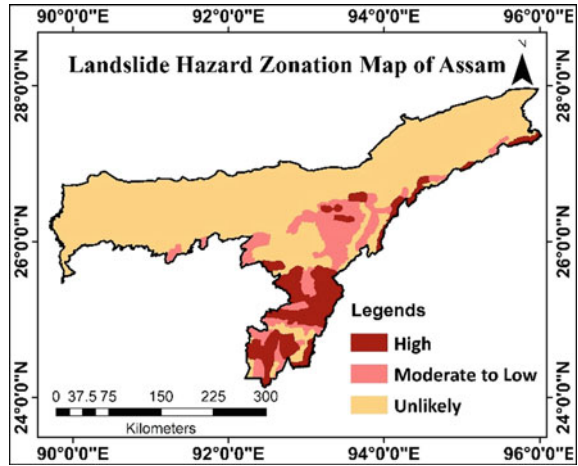 90°0'0"E 92°0'0"E 94°0'0"E 96°0'0"E
Landslide Hazard Zonation Map of Assam
28°0'0"N
28°0'0"N
26°0'0"N
26°0'0"N
24°0'0"N
24°0'0"N
Legends
High
Moderate to Low
Unlikely
0 37.5 75 150 225 300
Kilometers
90°0'0"E 92°0'0"E 94°0'0"E 96°0'0"E